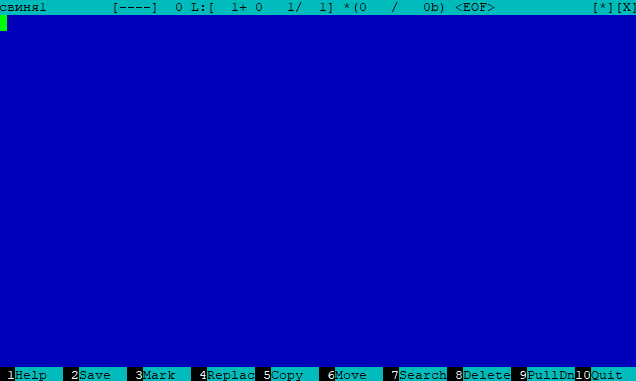 свиня1 [----] 0 L:[ 1+ 0 1/ 1] *(0 / 0b) <EOF> [*][X]
1Help 2Save 3Mark 4Replac 5Copy 6Move 7Search 8Delete 9PullDn 10Quit